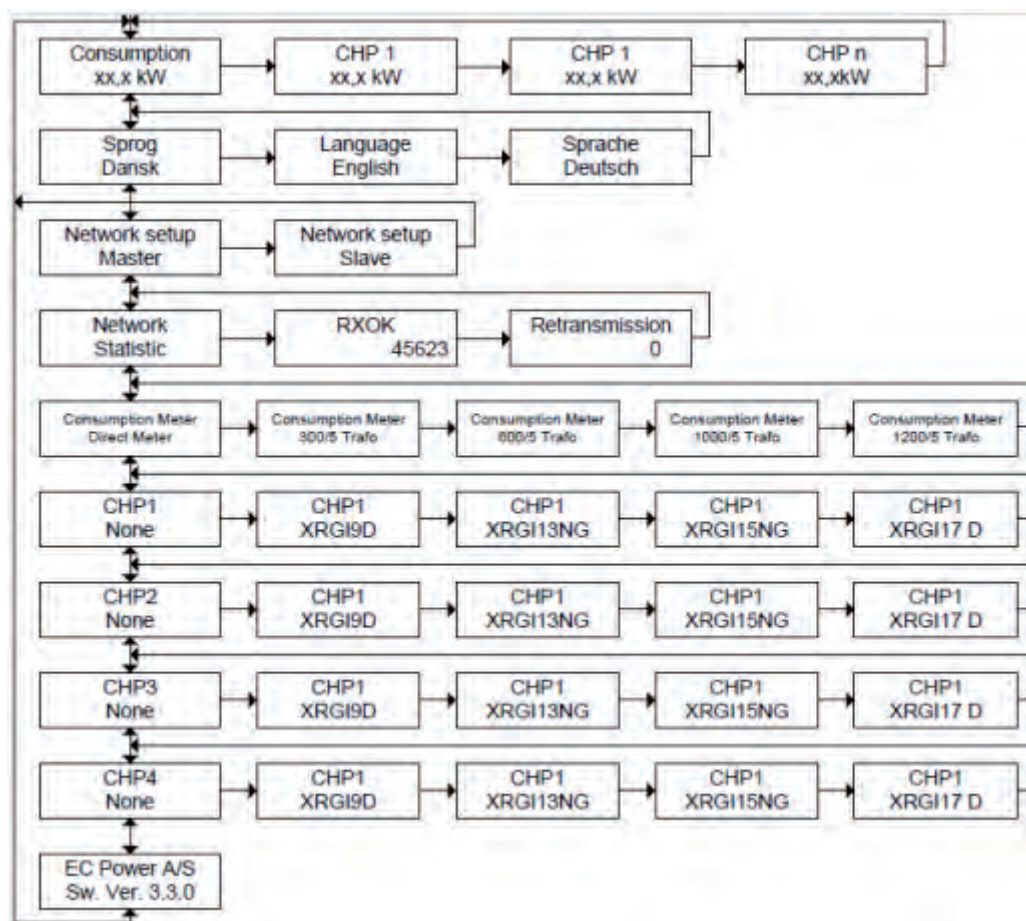 Consumption
xx,x kW
CHP 1
xx,x kW
CHP 1
xx,x kW
CHP n
xx,xkW
Sprog
Dansk
Language
English
Sprache
Deutsch
Network setup
Master
Network setup
Slave
Network
Statistic
RXOK
45623
Retransmission
0
Consumption Meter
Direct Meter
Consumption Meter
300/5 Trafo
Consumption Meter
600/5 Trafo
Consumption Meter
1000/5 Trafo
Consumption Meter
1200/5 Trafo
CHP1
None
CHP1
XRGI9D
CHP1
XRGI13NG
CHP1
XRGI15NG
CHP1
XRGI17 D
CHP2
None
CHP1
XRGI9D
CHP1
XRGI13NG
CHP1
XRGI15NG
CHP1
XRGI17 D
CHP3
None
CHP1
XRGI9D
CHP1
XRGI13NG
CHP1
XRGI15NG
CHP1
XRGI17 D
CHP4
None
CHP1
XRGI9D
CHP1
XRGI13NG
CHP1
XRGI15NG
CHP1
XRGI17 D
EC Power A/S
Sw. Ver. 3.3.0